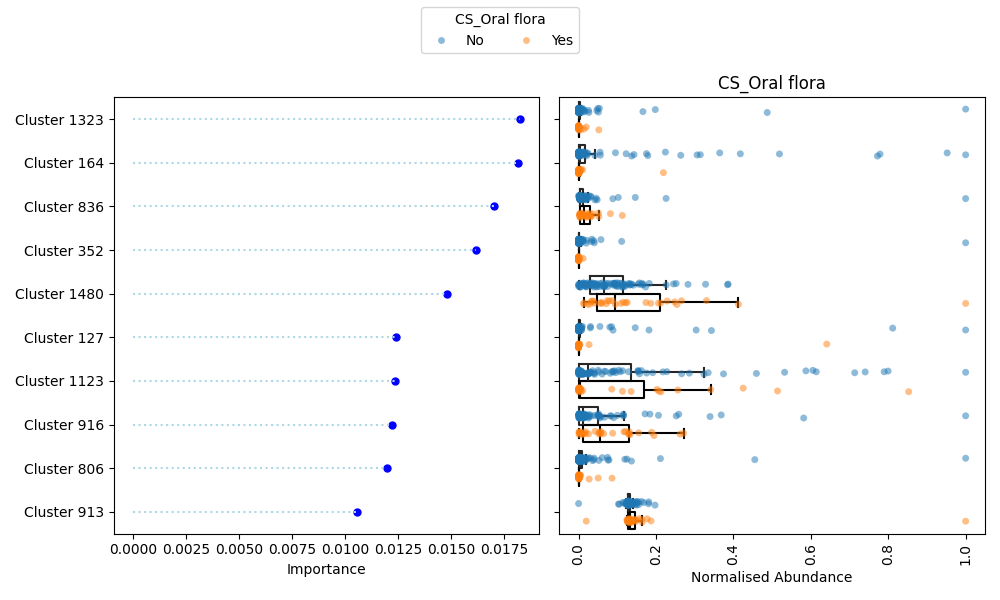 CS_Oral flora
No Yes
CS_Oral flora
Cluster 1323
Cluster 164
Cluster 836
Cluster 352
Cluster 1480
Cluster 127
Cluster 1123
Cluster 916
Cluster 806
Cluster 913
0.0000 0.0025 0.0050 0.0075 0.0100 0.0125 0.0150 0.0175
Importance
0.0 0.2 0.4 0.6 0.8 1.0
Normalised Abundance